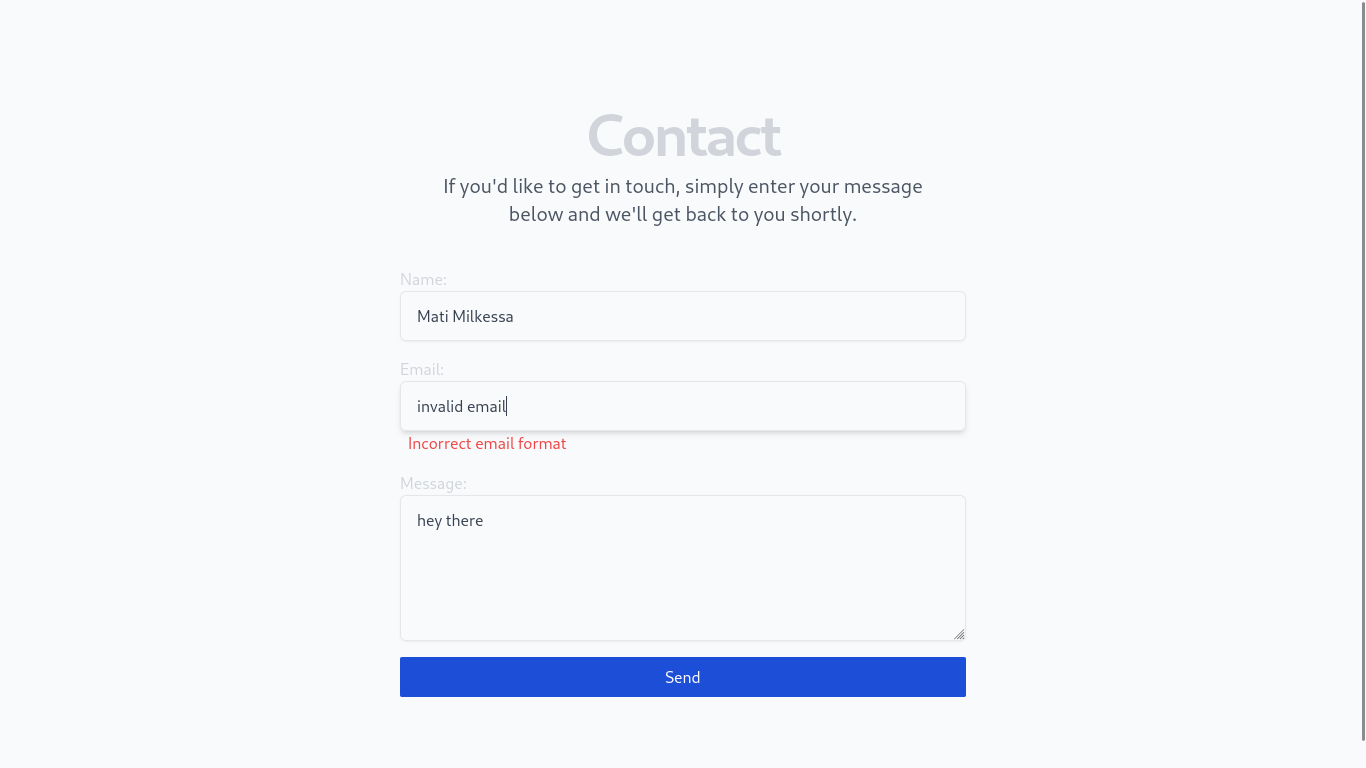 Contact
If you'd like to get in touch, simply enter your message
below and we'll get back to you shortly.
Name:
Mati Milkessa
Email:
invalid email
Incorrect email format
Message:
hey there
Send